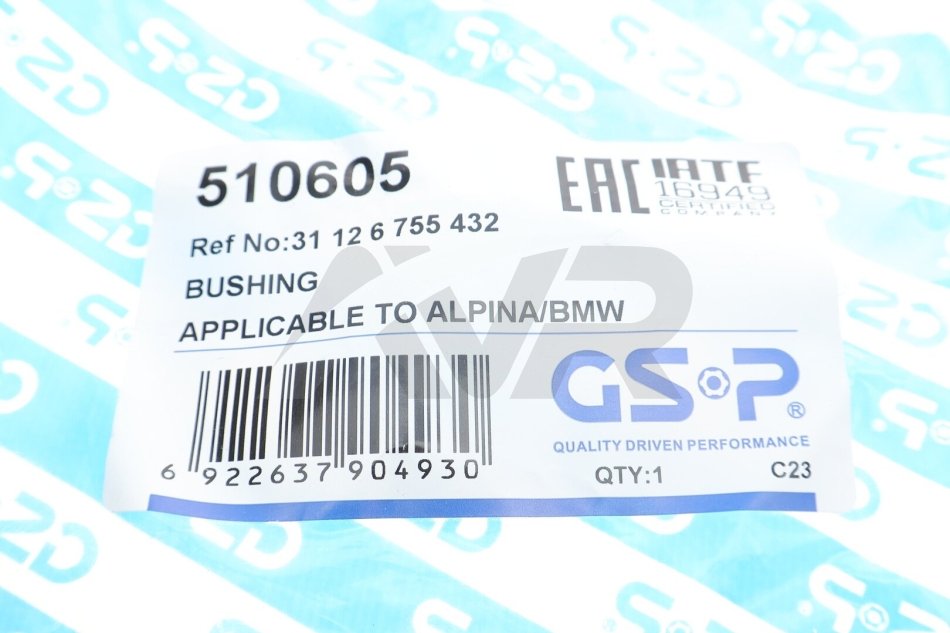 510605
EAC
IATF
16949
CERTIFIED
COMPANY
Ref No:31 12 6 755 432
BUSHING
APPLICABLE TO ALPINA/BMW
GSP®
QUALITY DRIVEN PERFORMANCE
6 922637 904930
QTY:1
C23